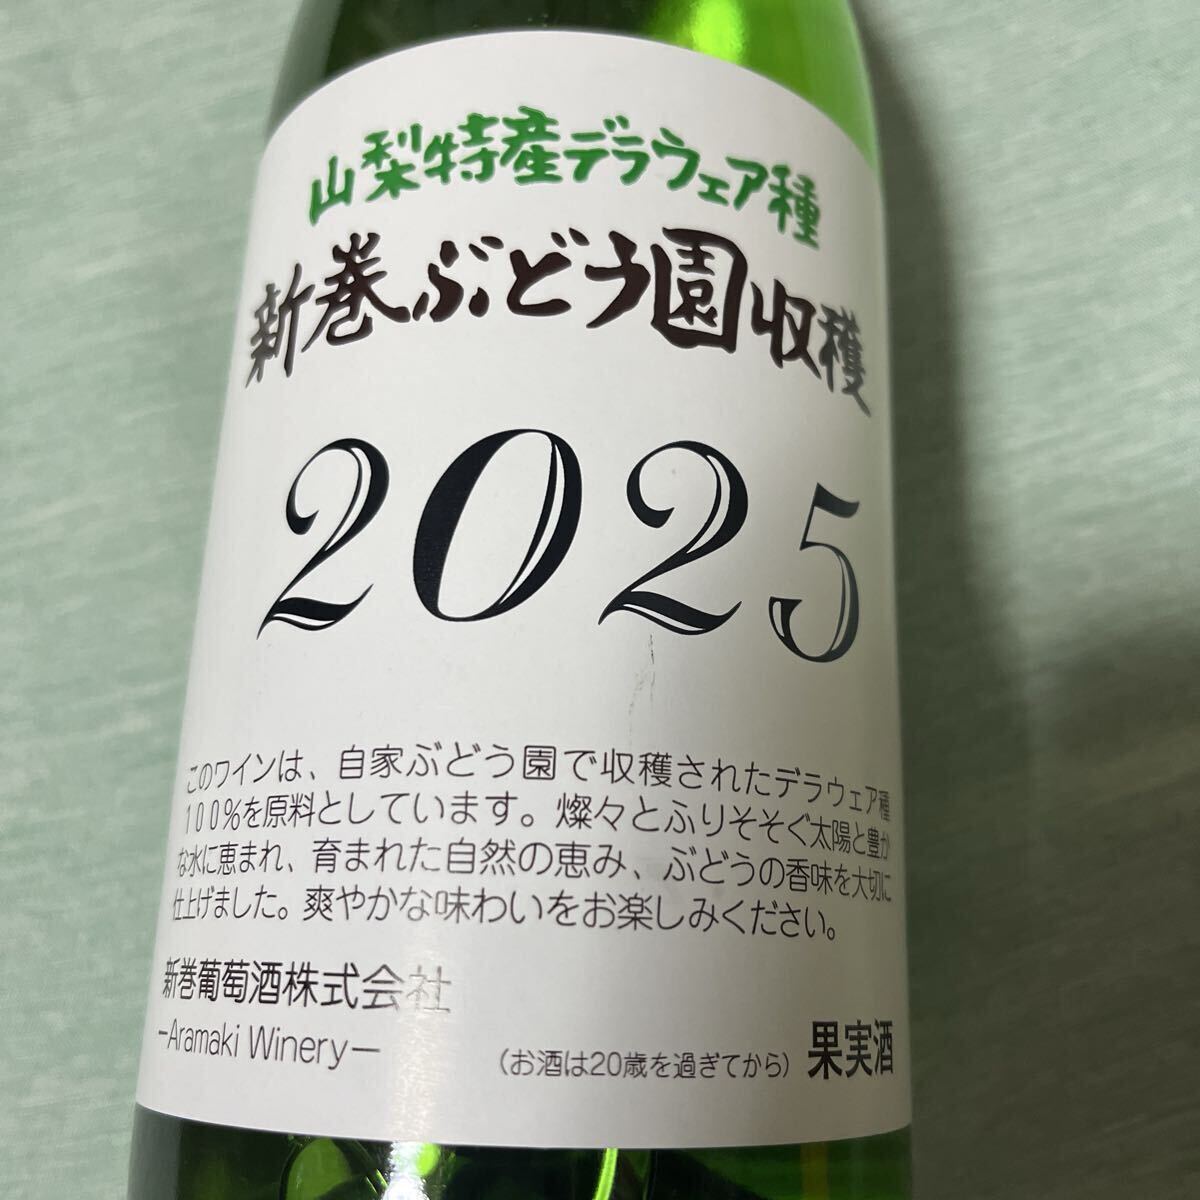 山梨特産デラウェア種
新巻ぶどう園収穫
2025
このワインは、自家ぶどう園で収穫されたデラウェア種
100%を原料としています。燦々とふりそそぐ太陽と豊か
な水に恵まれ、育まれた自然の恵み、ぶどうの香味を大切に
仕上げました。爽やかな味わいをお楽しみください。
新巻葡萄酒株式会社
−Aramaki Winery−
(お酒は20歳を過ぎてから) 果実酒